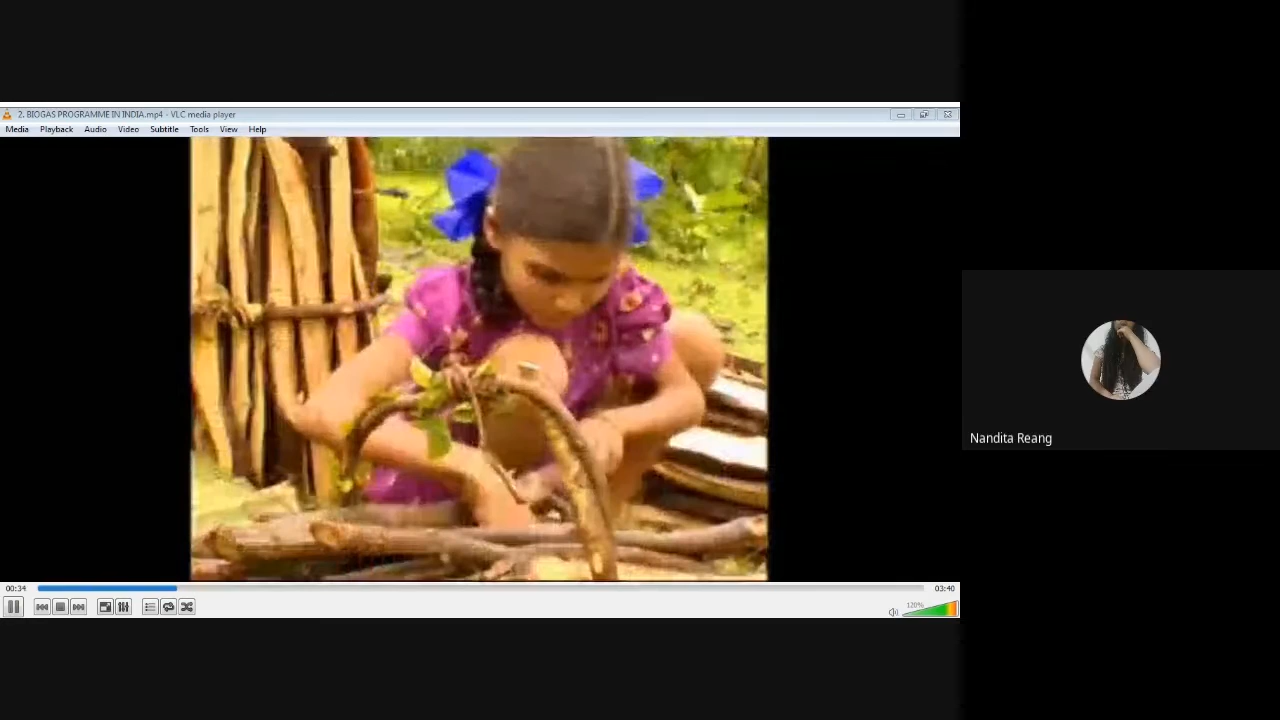 2. BIOGAS PROGRAMME IN INDIA.mp4 - VLC media player
Media Playback Audio Video Subtitle Tools View Help
Nandita Reang
00:34
03:40
120%